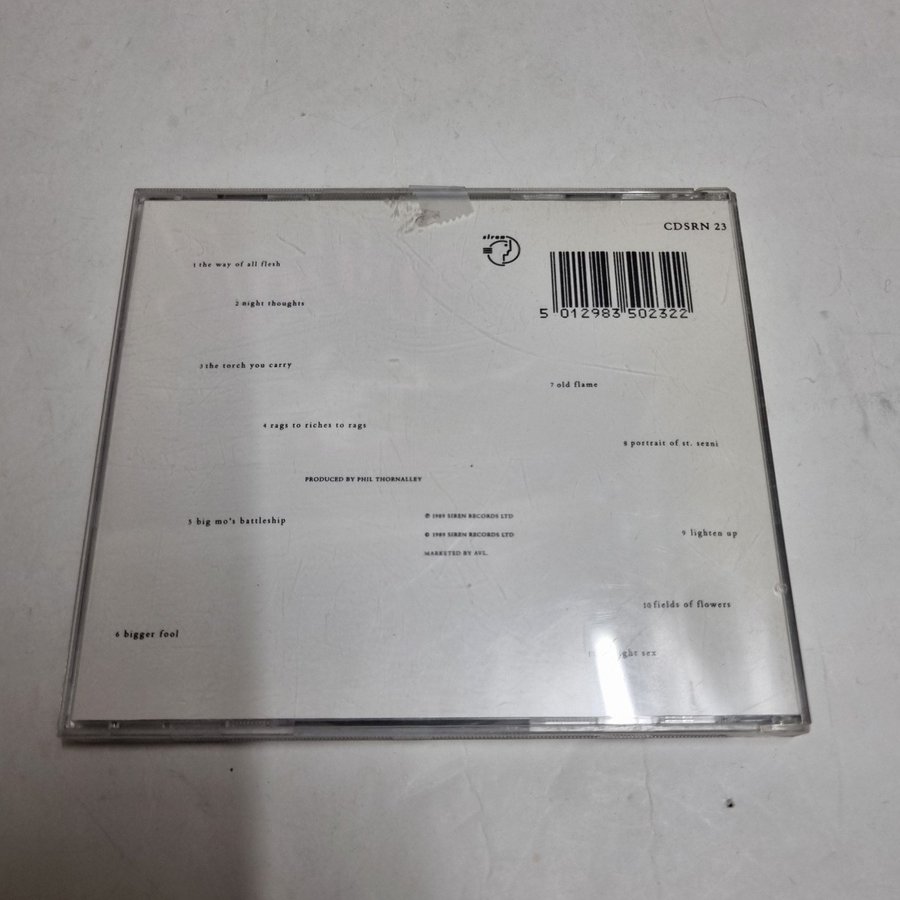 CDSRN 23
siren
5 012983 502322
1 the way of all flesh
2 night thoughts
3 the torch you carry
4 rags to riches to rags
PRODUCED BY PHIL THORNALLEY
5 big mo's battleship
6 bigger fool
℗ 1989 SIREN RECORDS LTD
© 1989 SIREN RECORDS LTD
MARKETED BY AVL.
7 old flame
8 portrait of st. sezni
9 lighten up
10 fields of flowers
sex